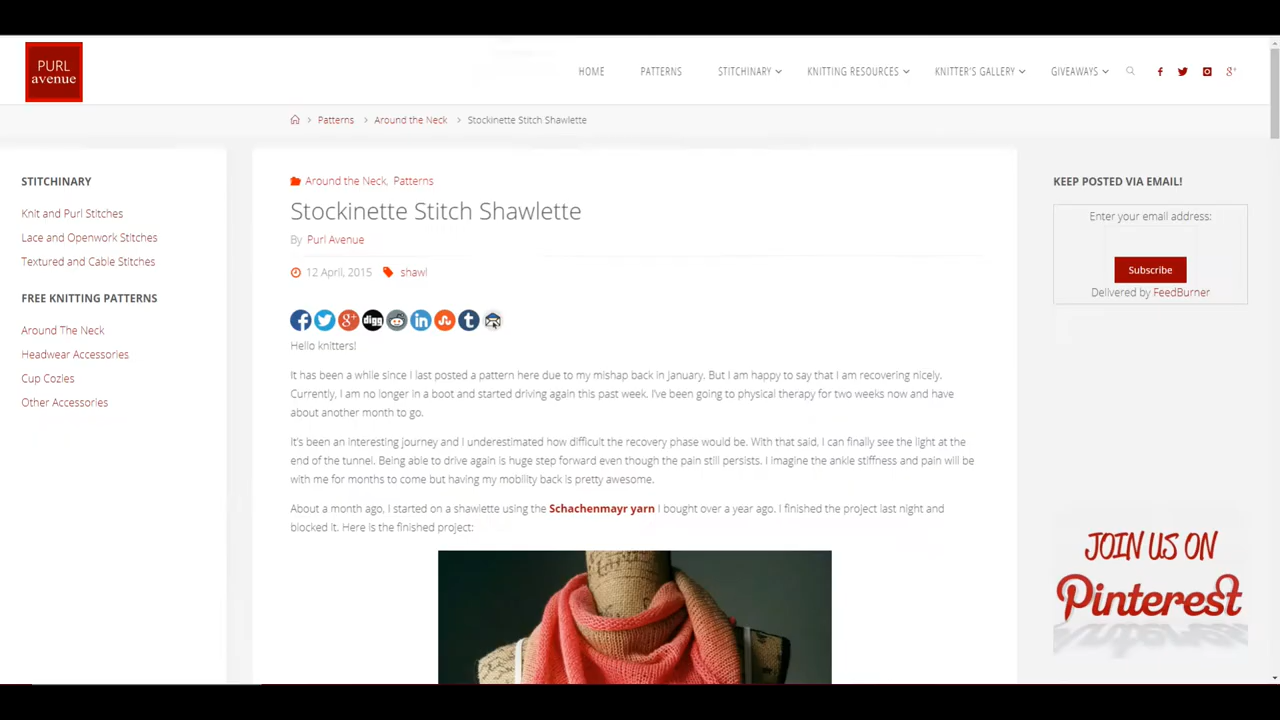 PURL
avenue
HOME
PATTERNS
STITCHINARY
KNITTING RESOURCES
KNITTER'S GALLERY
GIVEAWAYS
Patterns
Around the Neck
Stockinette Stitch Shawlette
STITCHINARY
Knit and Purl Stitches
Lace and Openwork Stitches
Textured and Cable Stitches
FREE KNITTING PATTERNS
Around The Neck
Headwear Accessories
Cup Cozies
Other Accessories
Around the Neck, Patterns
Stockinette Stitch Shawlette
By Purl Avenue
12 April, 2015 shawl
digg
Hello knitters!
It has been a while since I last posted a pattern here due to my mishap back in January. But I am happy to say that I am recovering nicely.
Currently, I am no longer in a boot and started driving again this past week. I've been going to physical therapy for two weeks now and have
about another month to go.
It's been an interesting journey and I underestimated how difficult the recovery phase would be. With that said, I can finally see the light at the
end of the tunnel. Being able to drive again is huge step forward even though the pain still persists. I imagine the ankle stiffness and pain will be
with me for months to come but having my mobility back is pretty awesome.
About a month ago, I started on a shawlette using the Schachenmayr yarn I bought over a year ago. I finished the project last night and
blocked it. Here is the finished project:
KEEP POSTED VIA EMAIL!
Enter your email address:
Subscribe
Delivered by FeedBurner
JOIN US ON
Pinterest